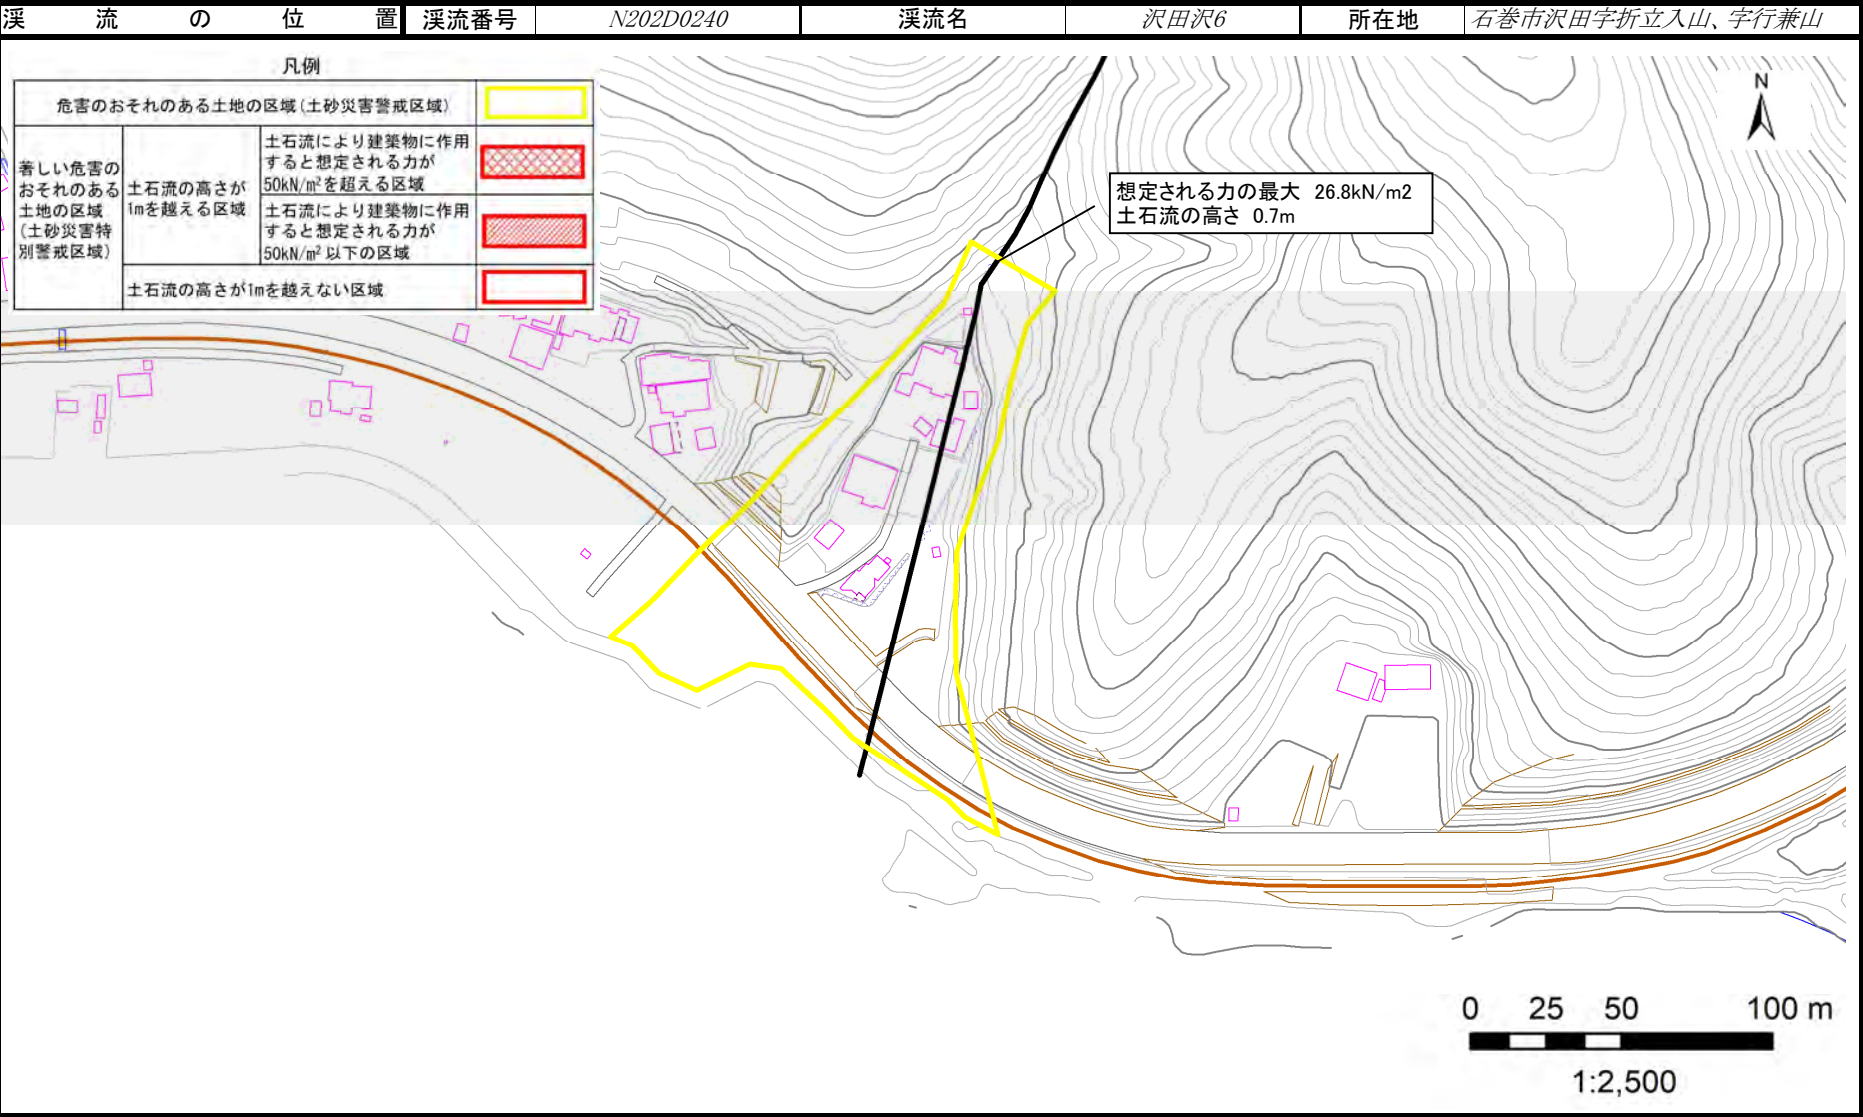 渓流の位置 渓流番号 N202D0240 渓流名 沢田沢6 所在地 石巻市沢田字折立入山、字行兼山
凡例
危害のおそれのある土地の区域(土砂災害警戒区域)
著しい危害の
おそれのある
土地の区域
(土砂災害特
別警戒区域)
土石流の高さが
1mを越える区域
土石流により建築物に作用
すると想定される力が
50kN/m²を超える区域
土石流により建築物に作用
すると想定される力が
50kN/m²以下の区域
土石流の高さが1mを越えない区域
N
想定される力の最大 26.8kN/m2
土石流の高さ 0.7m
0 25 50 100 m
1:2,500